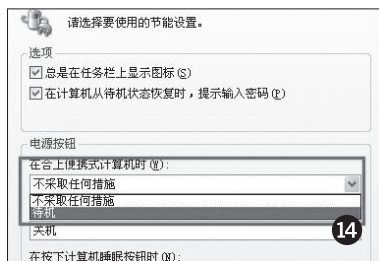 请选择要使用的节能设置。
选项
总是在任务栏上显示图标(S)
在计算机从待机状态恢复时，提示输入密码(P)
电源按钮
在合上便携式计算机时(W):
不采取任何措施
不采取任何措施
待机
关机
14
在按下计算机睡眠按钮时(N):